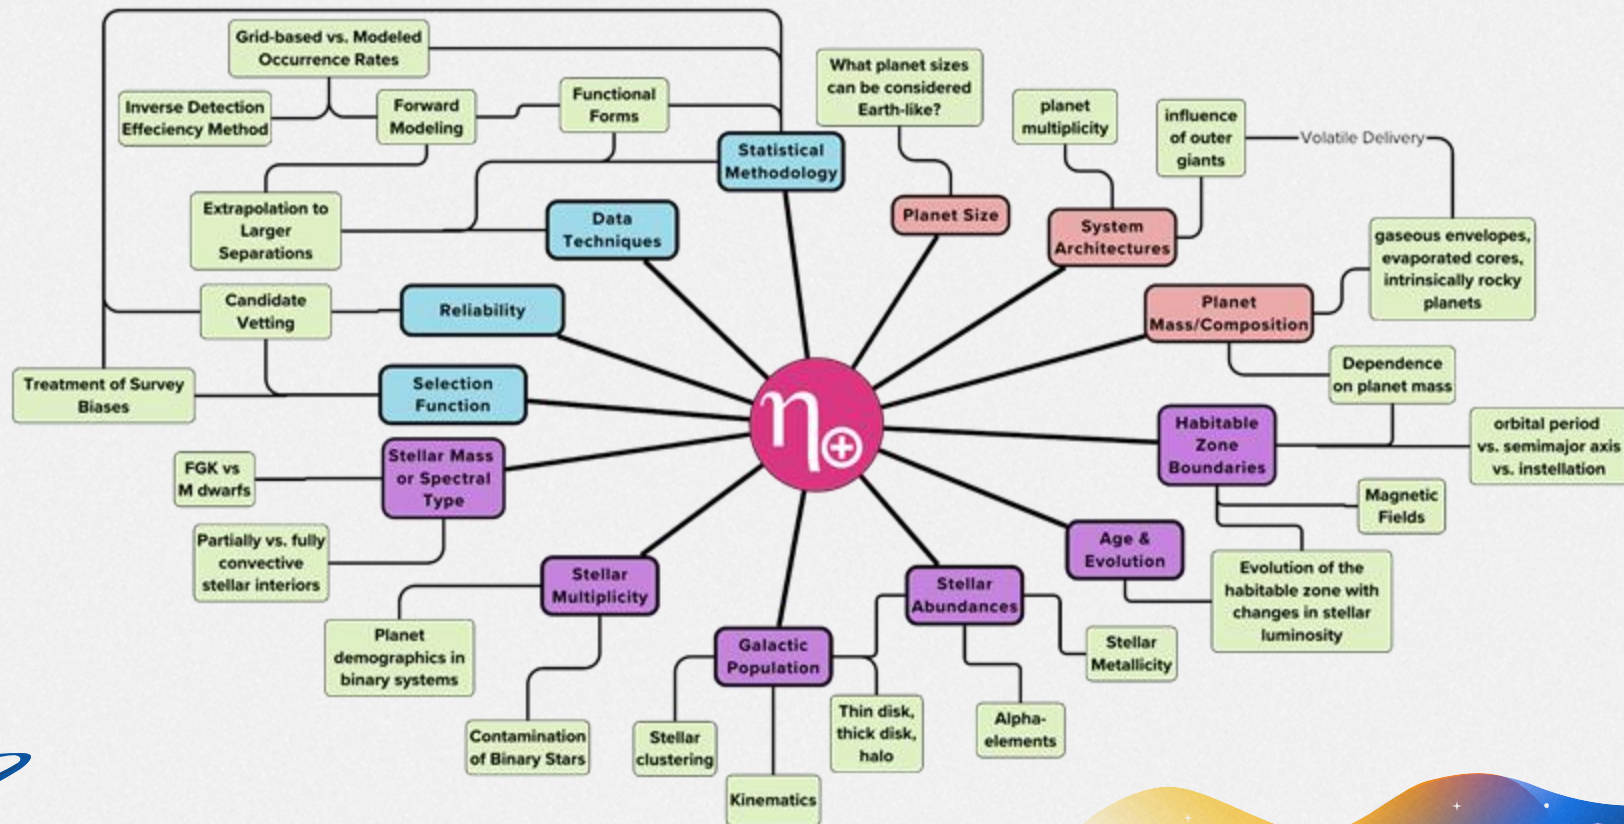 Grid-based vs. Modeled
Occurrence Rates
Inverse Detection
Effeciency Method
Forward
Modeling
Functional
Forms
Statistical
Methodology
Extrapolation to
Larger
Separations
Data
Techniques
Candidate
Vetting
Reliability
Treatment of Survey
Biases
Selection
Function
What planet sizes
can be considered
Earth-like?
Planet Size
planet
multiplicity
influence
of outer
giants
Volatile Delivery
System
Architectures
gaseous envelopes,
evaporated cores,
intrinsically rocky
planets
Planet
Mass/Composition
Dependence
on planet mass
Habitable
Zone
Boundaries
orbital period
vs. semimajor axis
vs. instellation
Magnetic
Fields
Evolution of the
habitable zone with
changes in stellar
luminosity
Age &
Evolution
η⊕
FGK vs
M dwarfs
Stellar Mass
or Spectral
Type
Partially vs. fully
convective
stellar interiors
Stellar
Multiplicity
Planet
demographics in
binary systems
Contamination
of Binary Stars
Galactic
Population
Stellar
clustering
Kinematics
Thin disk,
thick disk,
halo
Stellar
Abundances
Alpha-
elements
Stellar
Metallicity